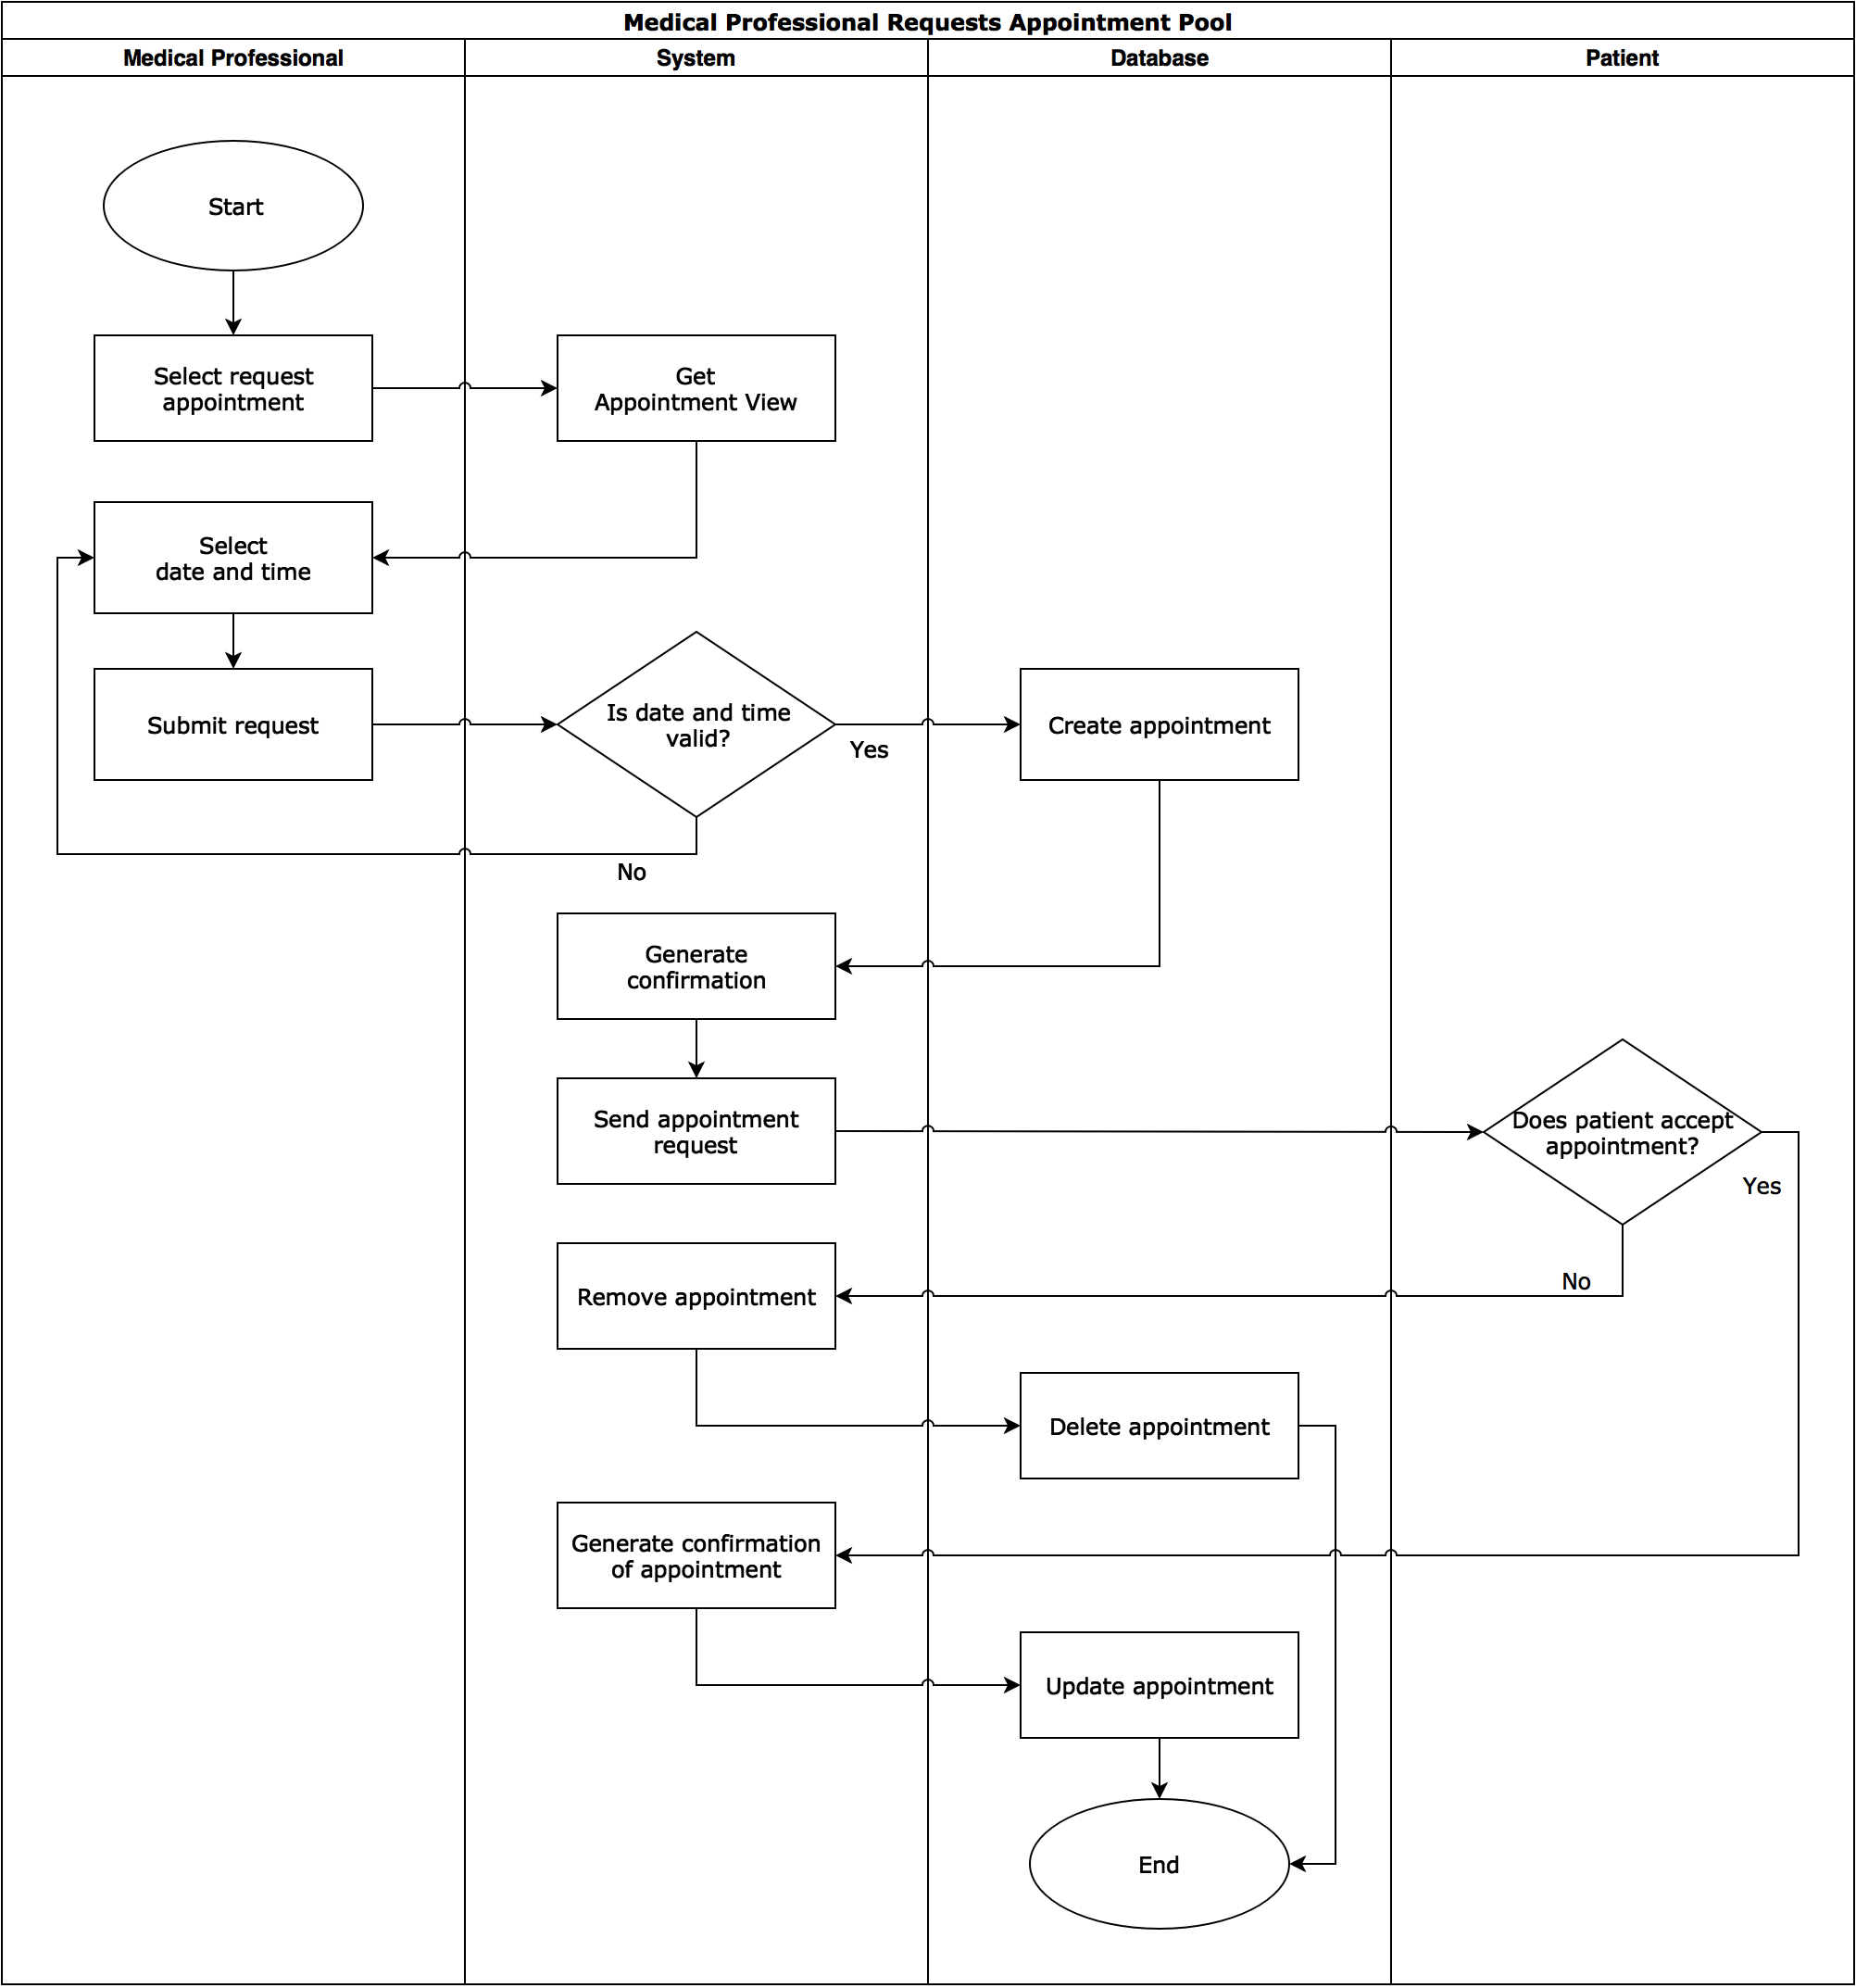 Medical Professional Requests Appointment Pool
Medical Professional
System
Database
Patient
Start
Select request
appointment
Get
Appointment View
Select
date and time
Submit request
Is date and time
valid?
Yes
Create appointment
No
Generate
confirmation
Send appointment
request
Does patient accept
appointment?
Yes
No
Remove appointment
Delete appointment
Generate confirmation
of appointment
Update appointment
End